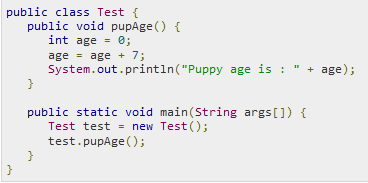 public class Test {
   public void pupAge() {
      int age = 0;
      age = age + 7;
      System.out.println("Puppy age is : " + age);
   }

   public static void main(String args[]) {
      Test test = new Test();
      test.pupAge();
   }
}